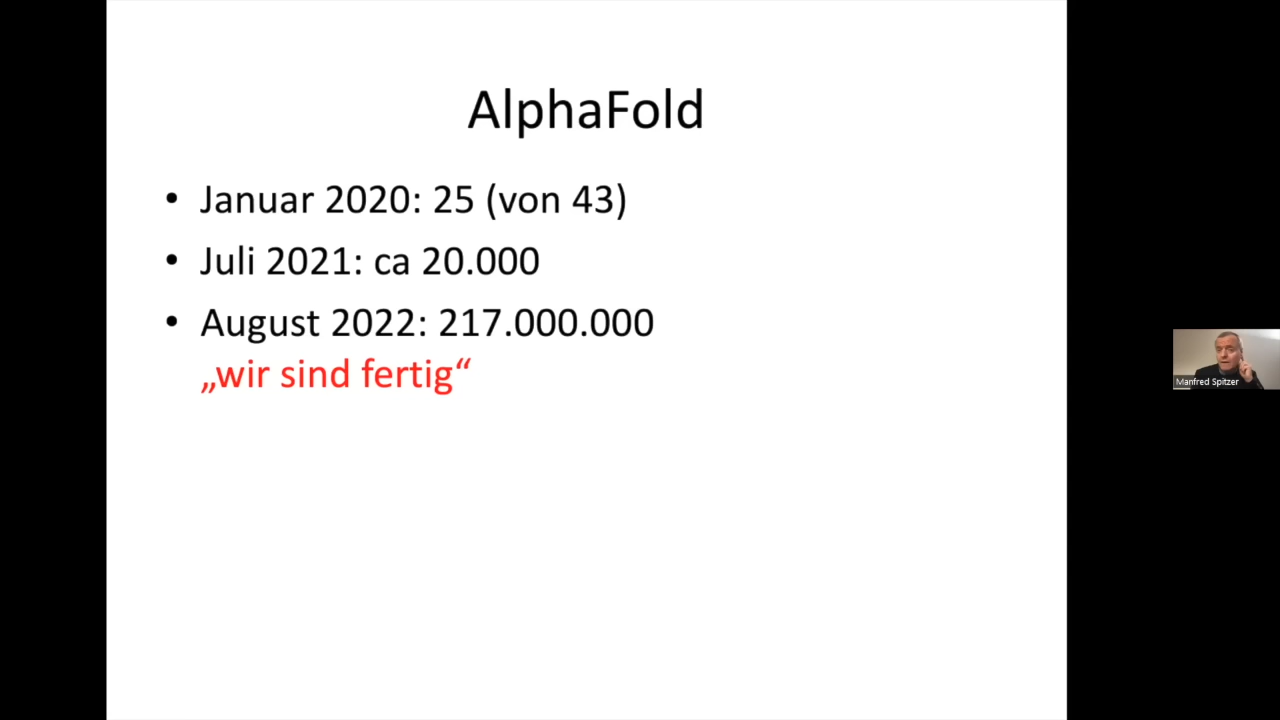 AlphaFold
• Januar 2020: 25 (von 43)
• Juli 2021: ca 20.000
• August 2022: 217.000.000
„wir sind fertig“
Manfred Spitzer